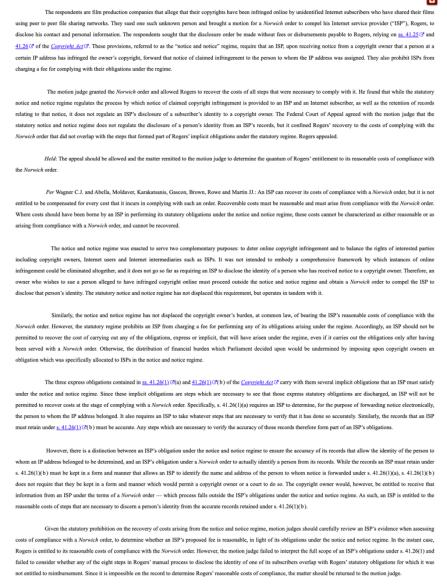 The respondents are film production companies that allege that their copyrights have been infringed online by unidentified Internet subscribers who have shared their films
using peer to peer file sharing networks. They sued one such unknown person and brought a motion for a Norwich order to compel his Internet service provider ("ISP"), Rogers, to
disclose his contact and personal information. The respondents sought that the disclosure order be made without fees or disbursements payable to Rogers, relying on ss. 41.25 and
41.26 of the Copyright Act. These provisions, referred to as the "notice and notice" regime, require that an ISP, upon receiving notice from a copyright owner that a person at a
certain IP address has infringed the owner's copyright, forward that notice of claimed infringement to the person to whom the IP address was assigned. They also prohibit ISPs from
charging a fee for complying with their obligations under the regime.
The motion judge granted the Norwich order and allowed Rogers to recover the costs of all steps that were necessary to comply with it. He found that while the statutory
notice and notice regime regulates the process by which notice of claimed copyright infringement is provided to an ISP and an Internet subscriber, as well as the retention of records
relating to that notice, it does not regulate an ISP's disclosure of a subscriber's identity to a copyright owner. The Federal Court of Appeal agreed with the motion judge that the
statutory notice and notice regime does not regulate the disclosure of a person's identity from an ISP's records, but it confined Rogers' recovery to the costs of complying with the
Norwich order that did not overlap with the steps that formed part of Rogers' implicit obligations under the statutory regime. Rogers appealed.
Held: The appeal should be allowed and the matter remitted to the motion judge to determine the quantum of Rogers' entitlement to its reasonable costs of compliance with
the Norwich order.
Per Wagner C.J. and Abella, Moldaver, Karakatsanis, Gascon, Brown, Rowe and Martin JJ.: An ISP can recover its costs of compliance with a Norwich order, but it is not
entitled to be compensated for every cost that it incurs in complying with such an order. Recoverable costs must be reasonable and must arise from compliance with the Norwich order.
Where costs should have been borne by an ISP in performing its statutory obligations under the notice and notice regime, these costs cannot be characterized as either reasonable or as
arising from compliance with a Norwich order, and cannot be recovered.
The notice and notice regime was enacted to serve two complementary purposes: to deter online copyright infringement and to balance the rights of interested parties
including copyright owners, Internet users and Internet intermediaries such as ISPs. It was not intended to embody a comprehensive framework by which instances of online
infringement could be eliminated altogether, and it does not go so far as requiring an ISP to disclose the identity of a person who has received notice to a copyright owner. Therefore, an
owner who wishes to sue a person alleged to have infringed copyright online must proceed outside the notice and notice regime and obtain a Norwich order to compel the ISP to
disclose that person's identity. The statutory notice and notice regime has not displaced this requirement, but operates in tandem with it.
Similarly, the notice and notice regime has not displaced the copyright owner's burden, at common law, of bearing the ISP's reasonable costs of compliance with the
Norwich order. However, the statutory regime prohibits an ISP from charging a fee for performing any of its obligations arising under the regime. Accordingly, an ISP should not be
permitted to recover the cost of carrying out any of the obligations, express or implicit, that will have arisen under the regime, even if it carries out the obligations only after having
been served with a Norwich order. Otherwise, the distribution of financial burden which Parliament decided upon would be undermined by imposing upon copyright owners an
obligation which was specifically allocated to ISPs in the notice and notice regime.
The three express obligations contained in ss. 41.26(1)(a) and 41.26(1)(b) of the Copyright Act carry with them several implicit obligations that an ISP must satisfy
under the notice and notice regime. Since these implicit obligations are steps which are necessary to see that those express statutory obligations are discharged, an ISP will not be
permitted to recover costs at the stage of complying with a Norwich order. Specifically, s. 41.26(1)(a) requires an ISP to determine, for the purpose of forwarding notice electronically,
the person to whom the IP address belonged. It also requires an ISP to take whatever steps that are necessary to verify that it has done so accurately. Similarly, the records that an ISP
must retain under s. 41.26(1)(b) must be accurate. Any steps which are necessary to verify the accuracy of those records therefore form part of an ISP's obligations.
However, there is a distinction between an ISP's obligation under the notice and notice regime to ensure the accuracy of its records that allow the identity of the person to
whom an IP address belonged to be determined, and an ISP's obligation under a Norwich order to actually identify a person from its records. While the records an ISP must retain under
s. 41.26(1)(b) must be kept in a form and manner that allows an ISP to identify the name and address of the person to whom notice is forwarded under s. 41.26(1)(a), s. 41.26(1)(b)
does not require that they be kept in a form and manner which would permit a copyright owner or a court to do so. The copyright owner would, however, be entitled to receive that
information from an ISP under the terms of a Norwich order — which process falls outside the ISP's obligations under the notice and notice regime. As such, an ISP is entitled to the
reasonable costs of steps that are necessary to discern a person's identity from the accurate records retained under s. 41.26(1)(b).
Given the statutory prohibition on the recovery of costs arising from the notice and notice regime, motion judges should carefully review an ISP's evidence when assessing
costs of compliance with a Norwich order, to determine whether an ISP's proposed fee is reasonable, in light of its obligations under the notice and notice regime. In the instant case,
Rogers is entitled to its reasonable costs of compliance with the Norwich order. However, the motion judge failed to interpret the full scope of an ISP's obligations under s. 41.26(1) and
failed to consider whether any of the eight steps in Rogers' manual process to disclose the identity of one of its subscribers overlap with Rogers' statutory obligations for which it was
not entitled to reimbursement. Since it is impossible on the record to determine Rogers' reasonable costs of compliance, the matter should be returned to the motion judge.